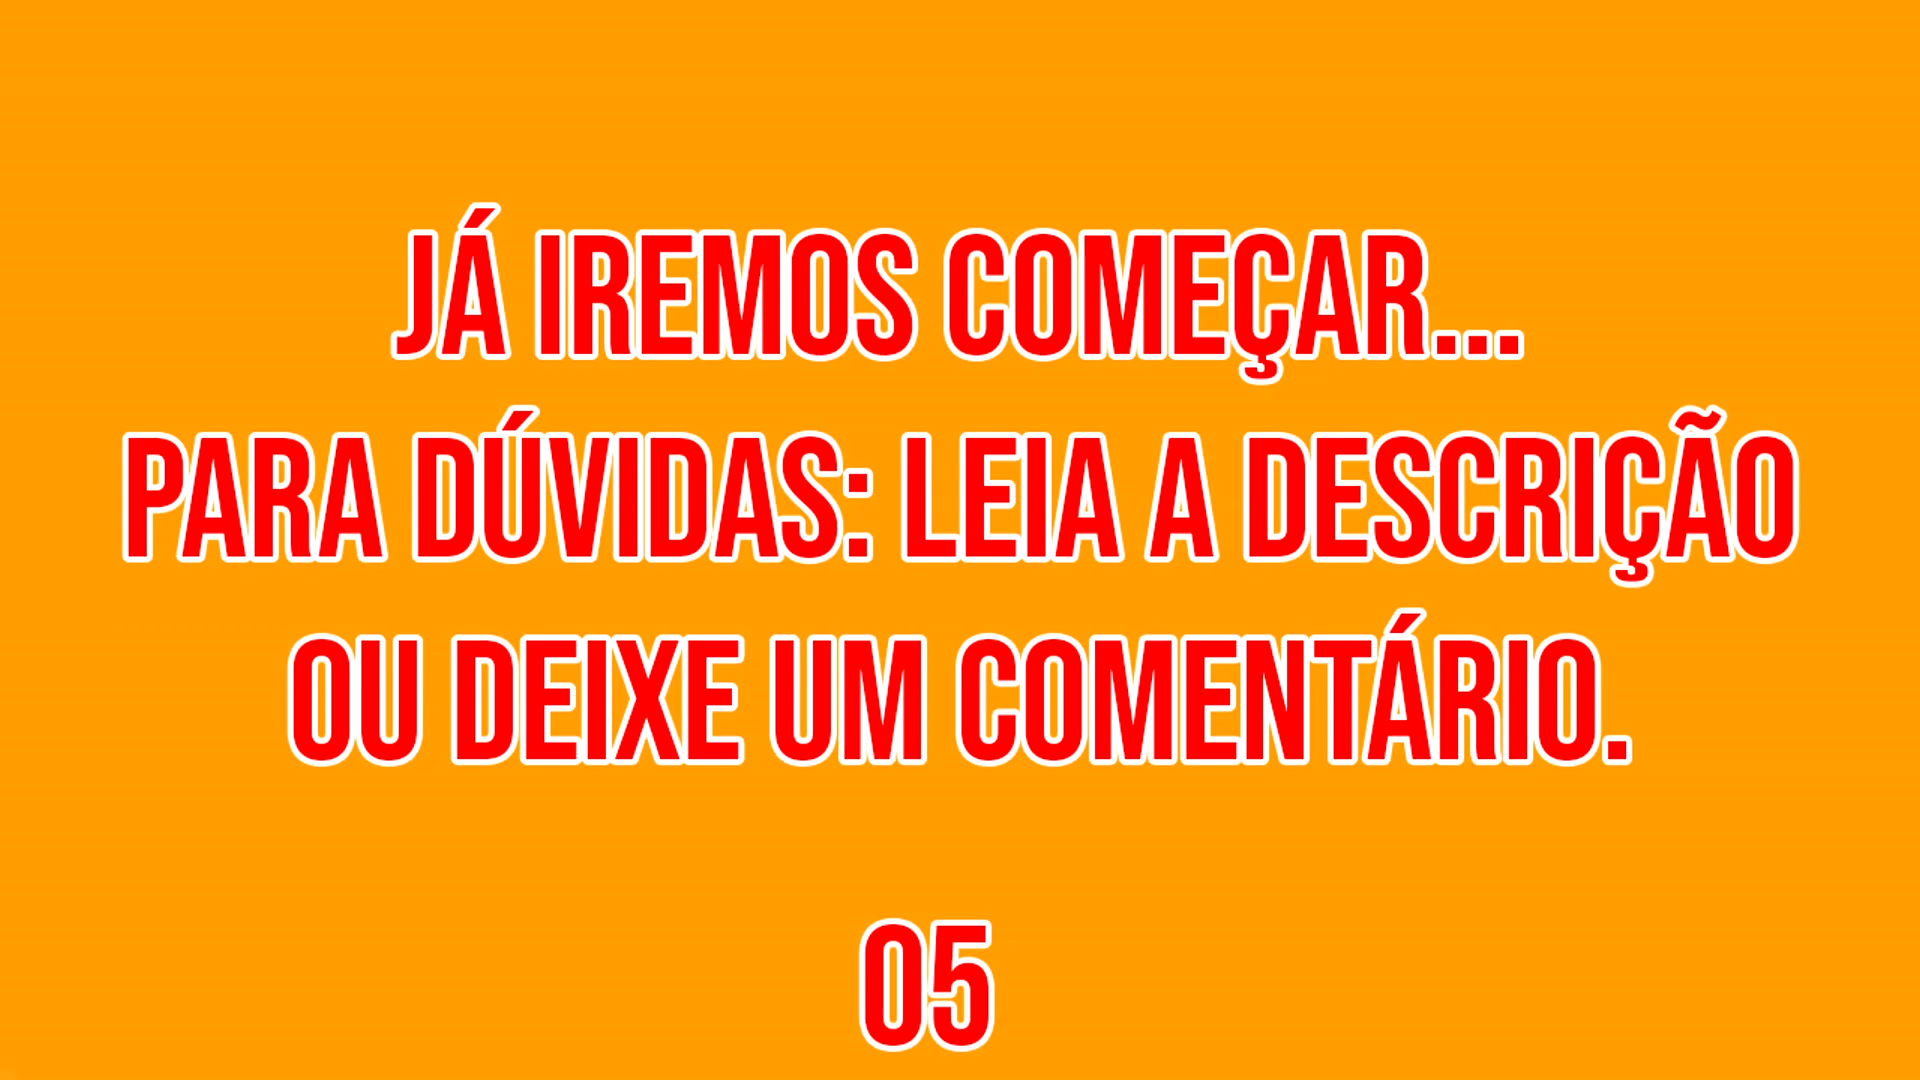 JÁ IREMOS COMEÇAR...
PARA DÚVIDAS: LEIA A DESCRIÇÃO
OU DEIXE UM COMENTÁRIO.
05